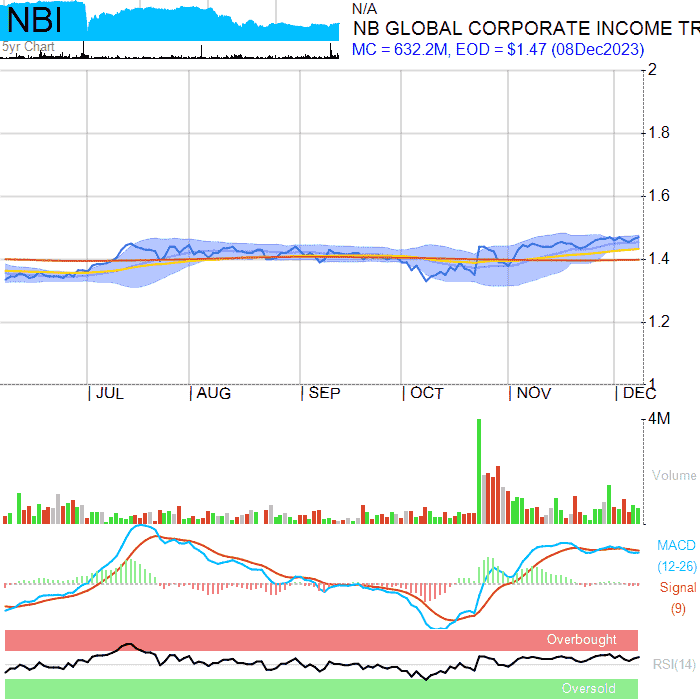 NBI
N/A
NB GLOBAL CORPORATE INCOME TR
5yr Chart
MC = 632.2M, EOD = $1.47 (08Dec2023)
2
1.8
1.6
1.4
1.2
1
JUL AUG SEP OCT NOV DEC
4M
Volume
MACD
(12-26)
Signal
(9)
Overbought
RSI(14)
Oversold